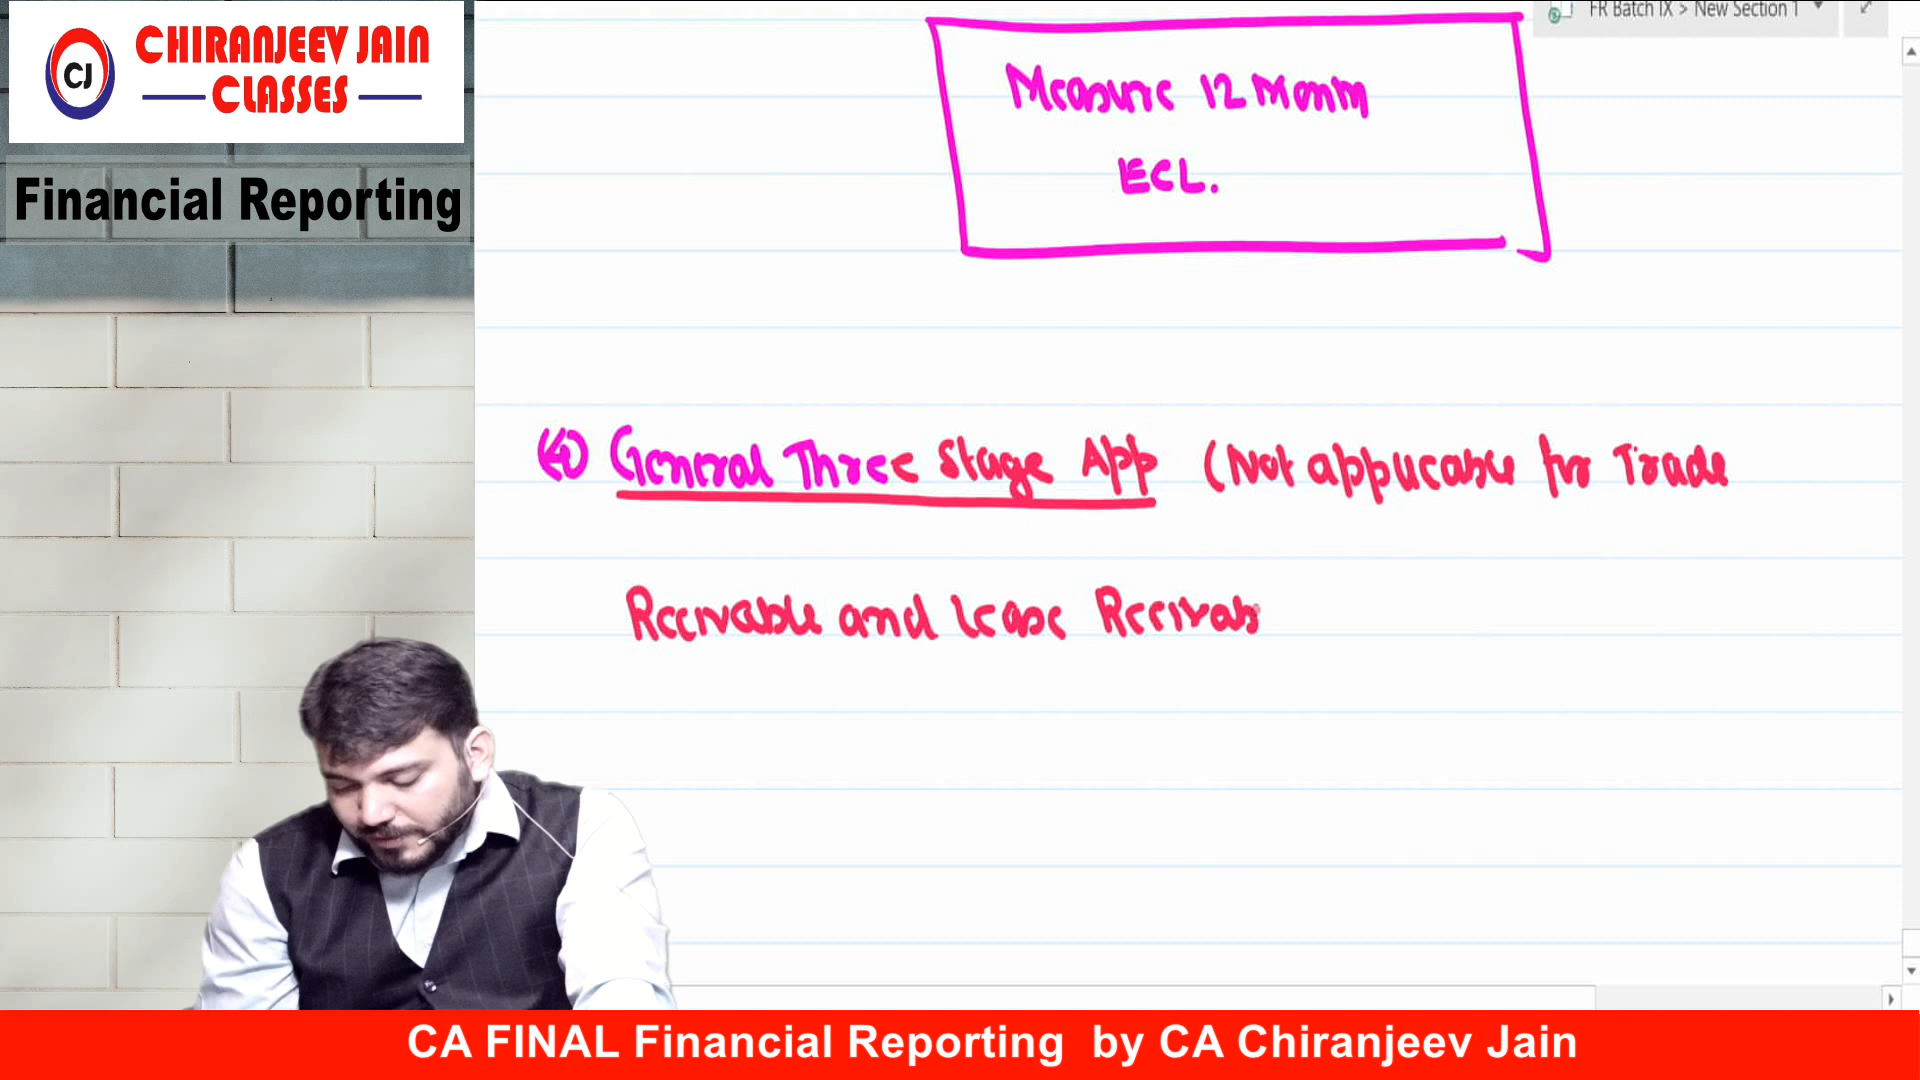 CHIRANJEEV JAIN
CLASSES
CJ
Financial Reporting
FR Batch IX > New Section 1
Measure 12 Month
ECL.
(4) General Three Stage App (Not applicable for Trade
Receivable and lease Receivab
CA FINAL Financial Reporting by CA Chiranjeev Jain